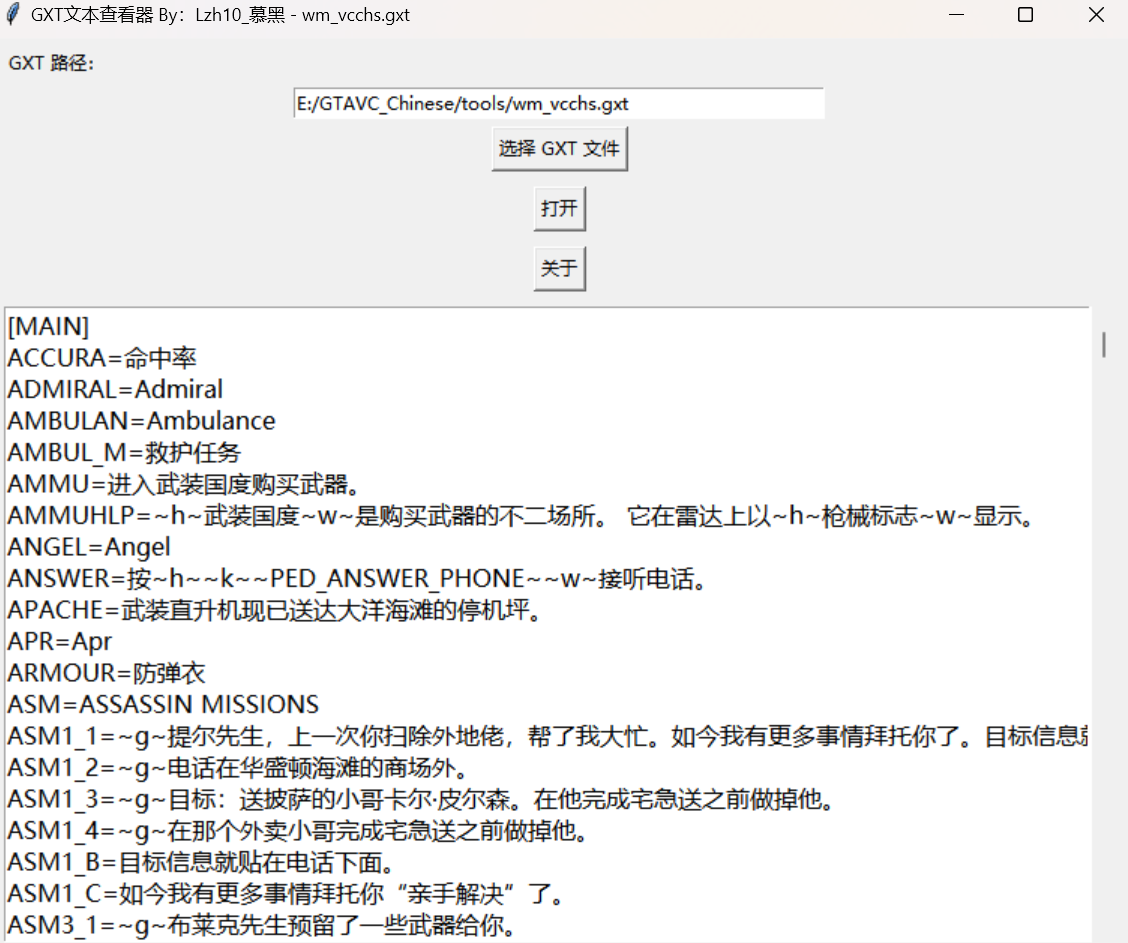 GXT文本查看器 By：Lzh10_慕黑 - wm_vcchs.gxt
GXT 路径：
E:/GTAVC_Chinese/tools/wm_vcchs.gxt
选择 GXT 文件
打开
关于
[MAIN]
ACCURA=命中率
ADMIRAL=Admiral
AMBULAN=Ambulance
AMBUL_M=救护任务
AMMU=进入武装国度购买武器。
AMMUHLP=~h~武装国度~w~是购买武器的不二场所。 它在雷达上以~h~枪械标志~w~显示。
ANGEL=Angel
ANSWER=按~h~~k~~PED_ANSWER_PHONE~~w~接听电话。
APACHE=武装直升机现已送达大洋海滩的停机坪。
APR=Apr
ARMOUR=防弹衣
ASM=ASSASSIN MISSIONS
ASM1_1=~g~提尔先生，上一次你扫除外地佬，帮了我大忙。如今我有更多事情拜托你了。目标信息就
ASM1_2=~g~电话在华盛顿海滩的商场外。
ASM1_3=~g~目标：送披萨的小哥卡尔·皮尔森。在他完成宅急送之前做掉他。
ASM1_4=~g~在那个外卖小哥完成宅急送之前做掉他。
ASM1_B=目标信息就贴在电话下面。
ASM1_C=如今我有更多事情拜托你“亲手解决”了。
ASM3_1=~g~布莱克先生预留了一些武器给你。